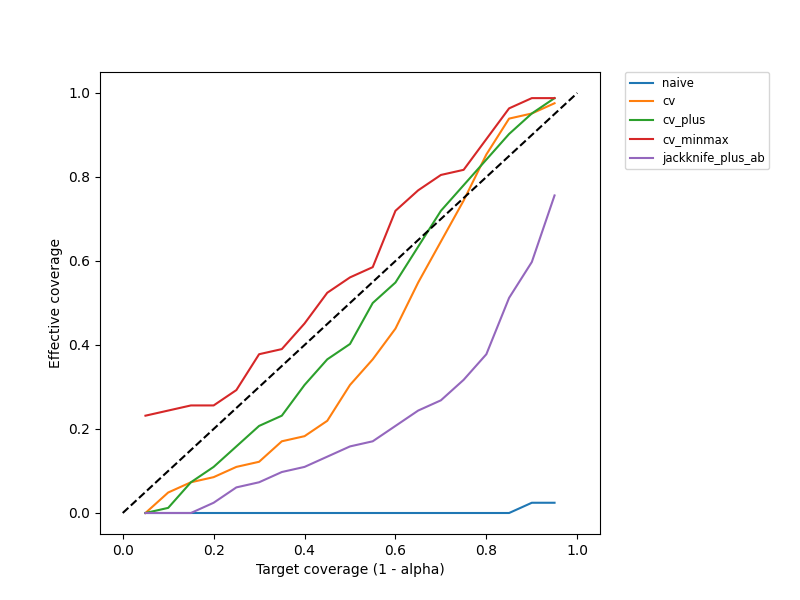 naive
cv
cv_plus
cv_minmax
jackknife_plus_ab
1.0
0.8
0.6
0.4
0.2
0.0
Effective coverage
0.0 0.2 0.4 0.6 0.8 1.0
Target coverage (1 - alpha)